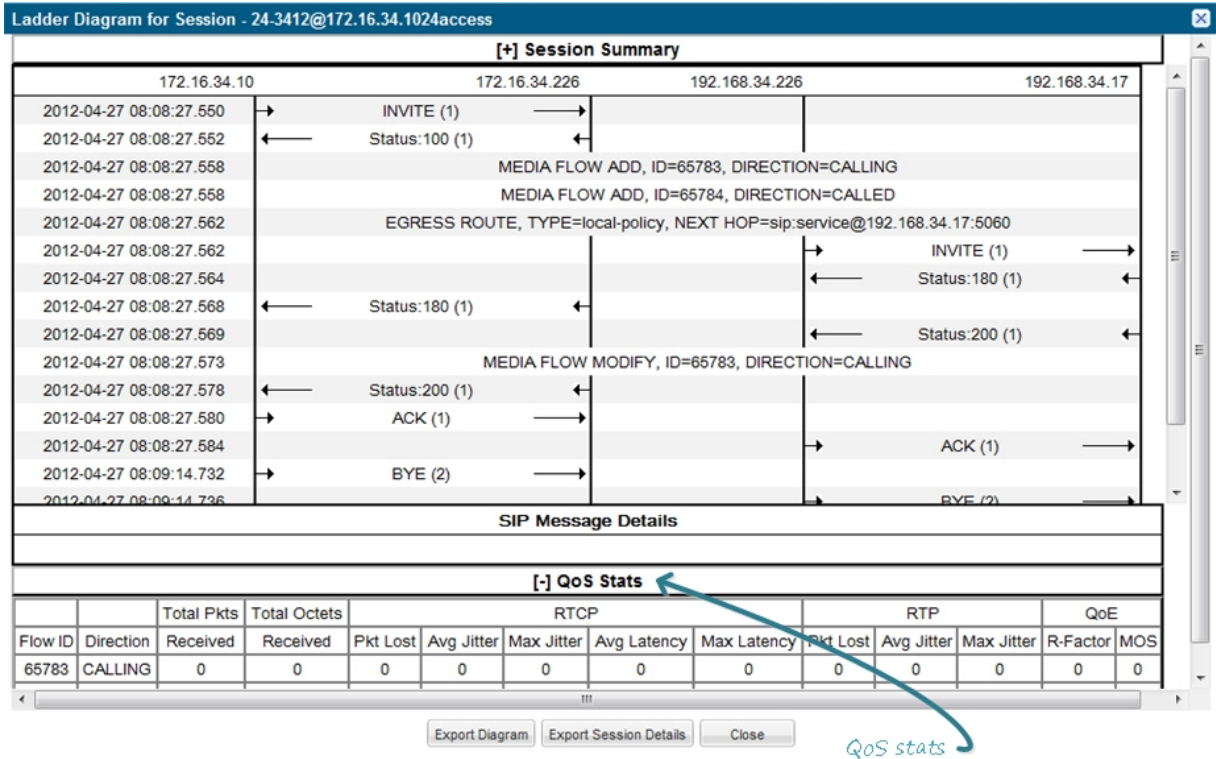 Ladder Diagram for Session - 24-3412@172.16.34.1024access
[+] Session Summary
172.16.34.10 172.16.34.226 192.168.34.226 192.168.34.17
2012-04-27 08:08:27.550 INVITE (1)
2012-04-27 08:08:27.552 Status:100 (1)
2012-04-27 08:08:27.558 MEDIA FLOW ADD, ID=65783, DIRECTION=CALLING
2012-04-27 08:08:27.558 MEDIA FLOW ADD, ID=65784, DIRECTION=CALLED
2012-04-27 08:08:27.562 EGRESS ROUTE, TYPE=local-policy, NEXT HOP=sip:service@192.168.34.17:5060
2012-04-27 08:08:27.562 INVITE (1)
2012-04-27 08:08:27.564 Status:180 (1)
2012-04-27 08:08:27.568 Status:180 (1)
2012-04-27 08:08:27.569 Status:200 (1)
2012-04-27 08:08:27.573 MEDIA FLOW MODIFY, ID=65783, DIRECTION=CALLING
2012-04-27 08:08:27.578 Status:200 (1)
2012-04-27 08:08:27.580 ACK (1)
2012-04-27 08:08:27.584 ACK (1)
2012-04-27 08:09:14.732 BYE (2)
2012-04-27 08:09:14.736 BYE (2)
SIP Message Details
[-] QoS Stats
Total Pkts Total Octets RTCP RTP QoE
Flow ID Direction Received Received Pkt Lost Avg Jitter Max Jitter Avg Latency Max Latency Pkt Lost Avg Jitter Max Jitter R-Factor MOS
65783 CALLING 0 0 0 0 0 0 0 0 0 0 0 0
Export Diagram Export Session Details Close
QoS stats